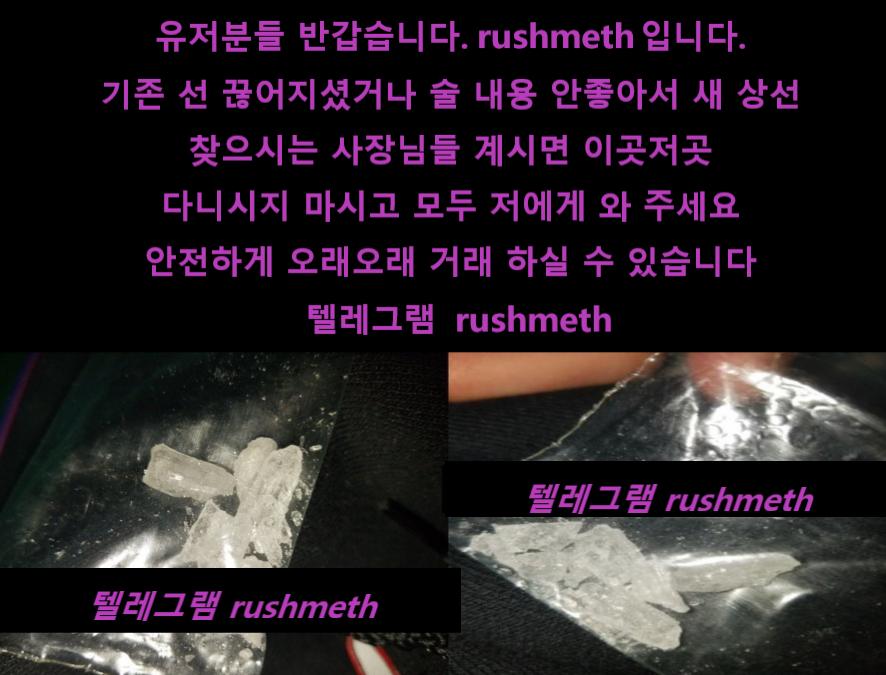 유저분들 반갑습니다. rushmeth 입니다.
기존 선 끊어지셨거나 술 내용 안좋아서 새 상선
찾으시는 사장님들 계시면 이곳저곳
다니시지 마시고 모두 저에게 와 주세요
안전하게 오래오래 거래 하실 수 있습니다
텔레그램 rushmeth
텔레그램 rushmeth
텔레그램 rushmeth